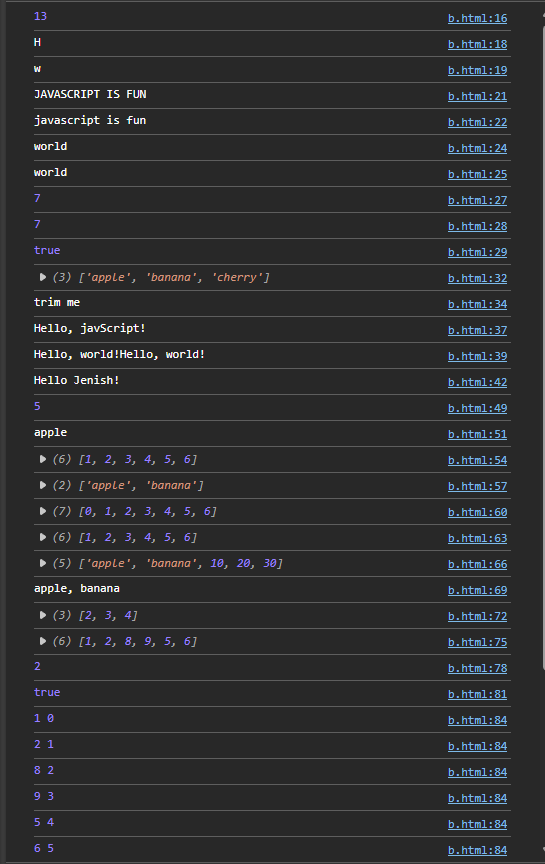 13 b.html:16
H b.html:18
w b.html:19
JAVASCRIPT IS FUN b.html:21
javascript is fun b.html:22
world b.html:24
world b.html:25
7 b.html:27
7 b.html:28
true b.html:29
(3) ['apple', 'banana', 'cherry'] b.html:32
trim me b.html:34
Hello, javScript! b.html:37
Hello, world!Hello, world! b.html:39
Hello Jenish! b.html:42
5 b.html:49
apple b.html:51
(6) [1, 2, 3, 4, 5, 6] b.html:54
(2) ['apple', 'banana'] b.html:57
(7) [0, 1, 2, 3, 4, 5, 6] b.html:60
(6) [1, 2, 3, 4, 5, 6] b.html:63
(5) ['apple', 'banana', 10, 20, 30] b.html:66
apple, banana b.html:69
(3) [2, 3, 4] b.html:72
(6) [1, 2, 8, 9, 5, 6] b.html:75
2 b.html:78
true b.html:81
1 0 b.html:84
2 1 b.html:84
8 2 b.html:84
9 3 b.html:84
5 4 b.html:84
6 5 b.html:84